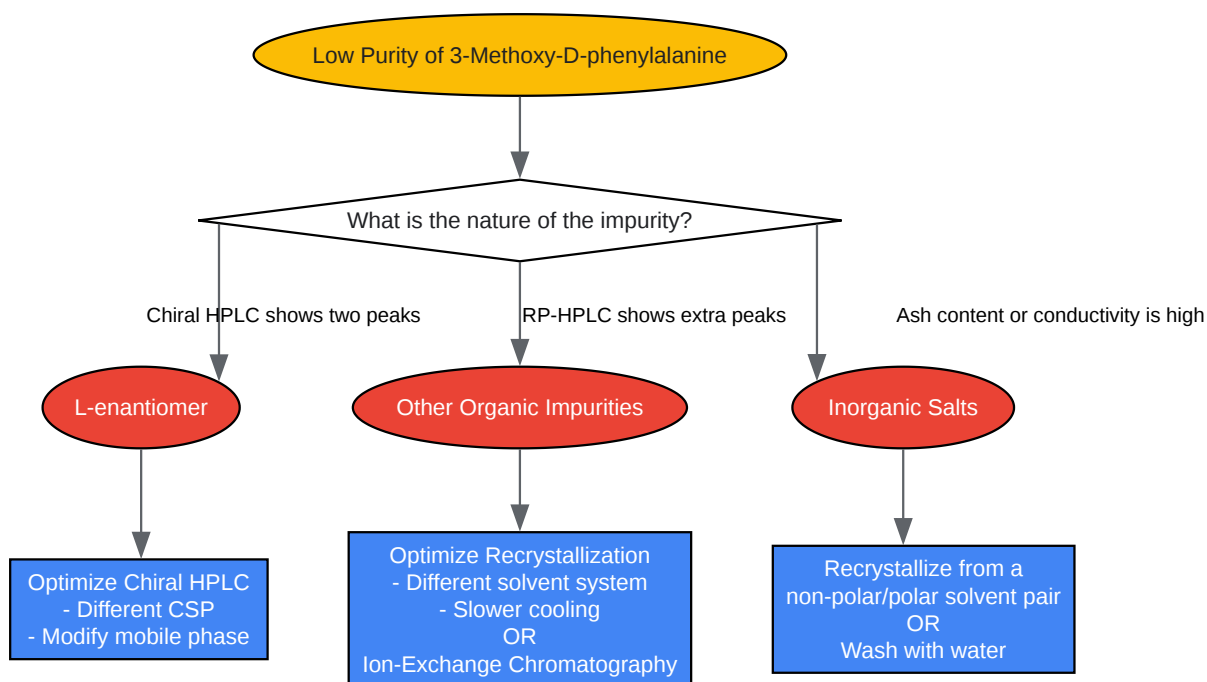 Low Purity of 3-Methoxy-D-phenylalanine
What is the nature of the impurity?
Chiral HPLC shows two peaks
RP-HPLC shows extra peaks
Ash content or conductivity is high
L-enantiomer
Other Organic Impurities
Inorganic Salts
Optimize Chiral HPLC
- Different CSP
- Modify mobile phase
Optimize Recrystallization
- Different solvent system
- Slower cooling
OR
Ion-Exchange Chromatography
Recrystallize from a
non-polar/polar solvent pair
OR
Wash with water